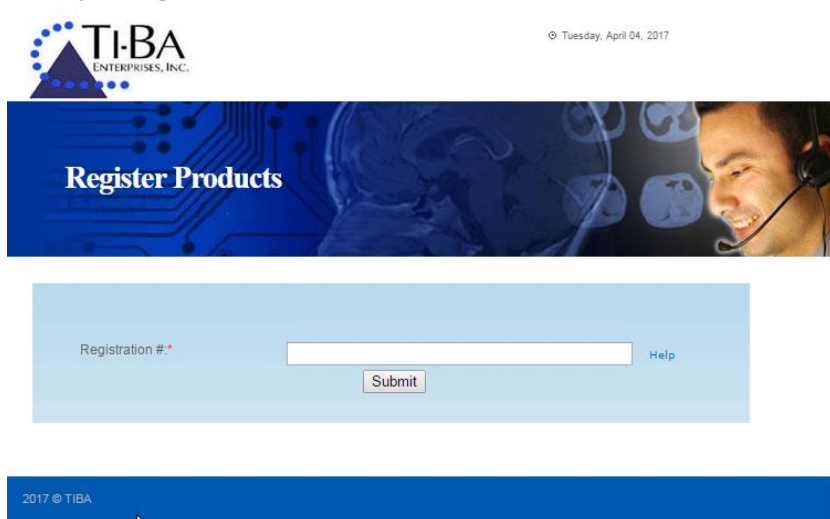 TI-BA
ENTERPRISES, INC.
Tuesday, April 04, 2017
Register Products
Registration #:*
Help
Submit
2017 © TIBA